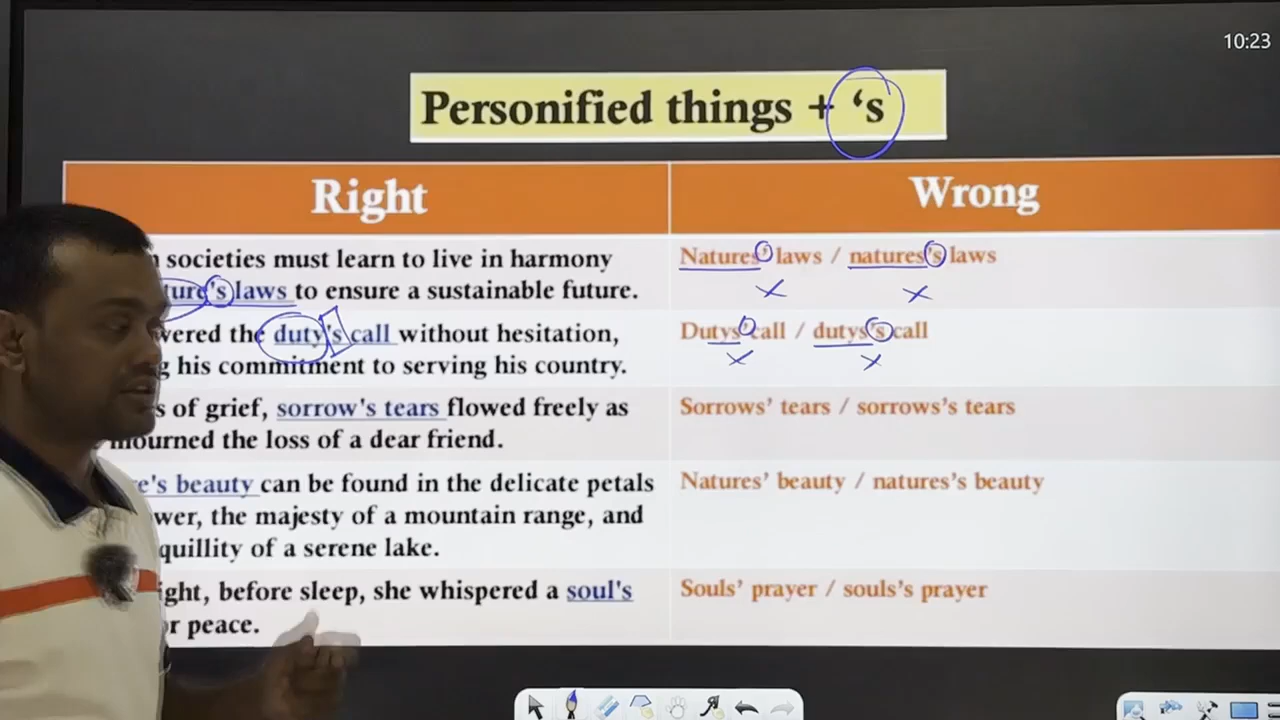 10:23
Personified things + ‘s
Right
Wrong
societies must learn to live in harmony
's laws to ensure a sustainable future.
Natures’ laws / natures’s laws
the duty's call without hesitation,
his commitment to serving his country.
Dutys’ call / dutys’s call
of grief, sorrow's tears flowed freely as
mourned the loss of a dear friend.
Sorrows’ tears / sorrows’s tears
e's beauty can be found in the delicate petals
wer, the majesty of a mountain range, and
quillity of a serene lake.
Natures’ beauty / natures’s beauty
ight, before sleep, she whispered a soul's
r peace.
Souls’ prayer / souls’s prayer